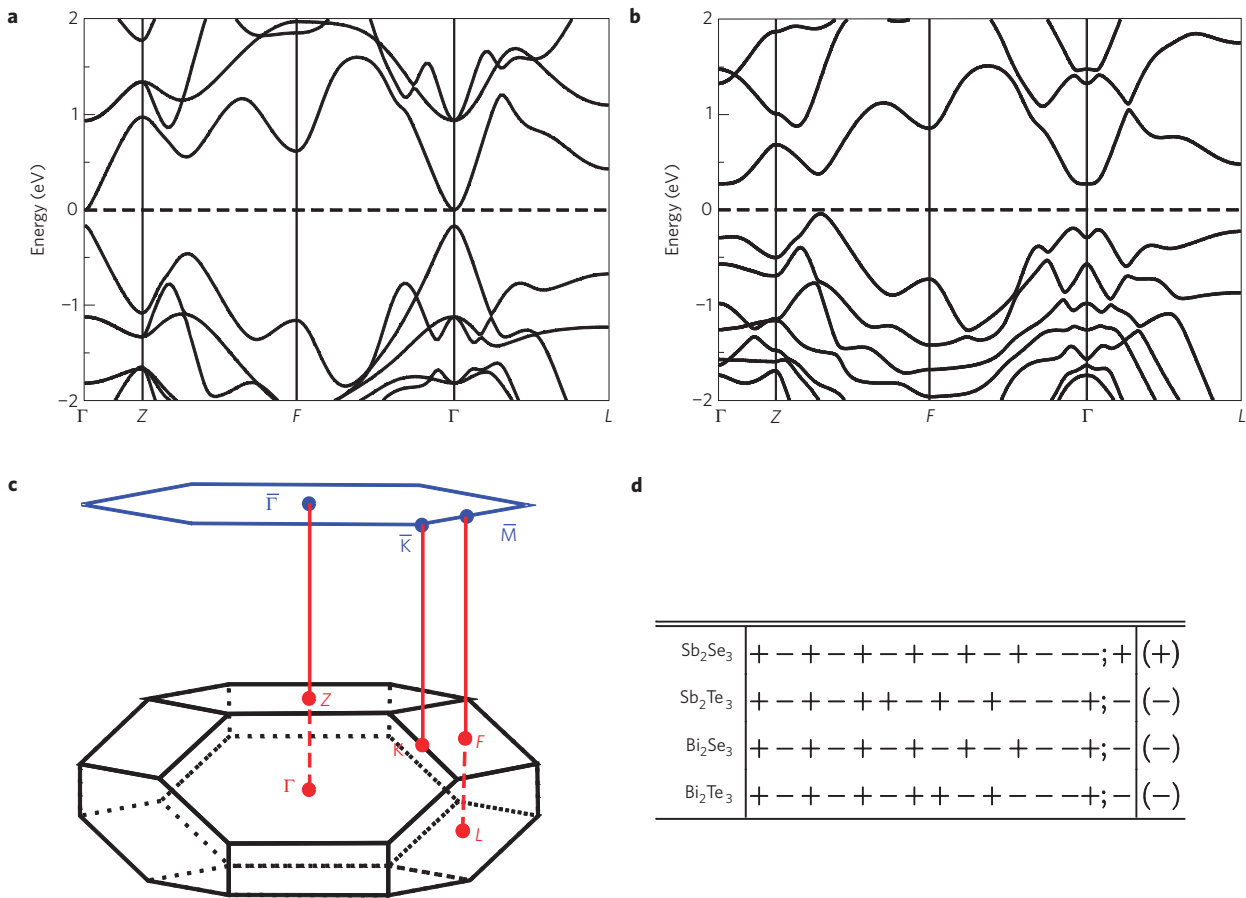 a
2
1
0
−1
−2
Energy (eV)
Γ Z F Γ L
b
2
1
0
−1
−2
Energy (eV)
Γ Z F Γ L
c
Γ̅
K̅
M̅
Z
K
F
Γ
L
d
Sb₂Se₃ + − + − + − + − + − + − − − ; + (+)
Sb₂Te₃ + − + − + + − + − + − − − + ; − (−)
Bi₂Se₃ + − + − + − + − + − + − − + ; − (−)
Bi₂Te₃ + − + − + − + + − + − − − + ; − (−)